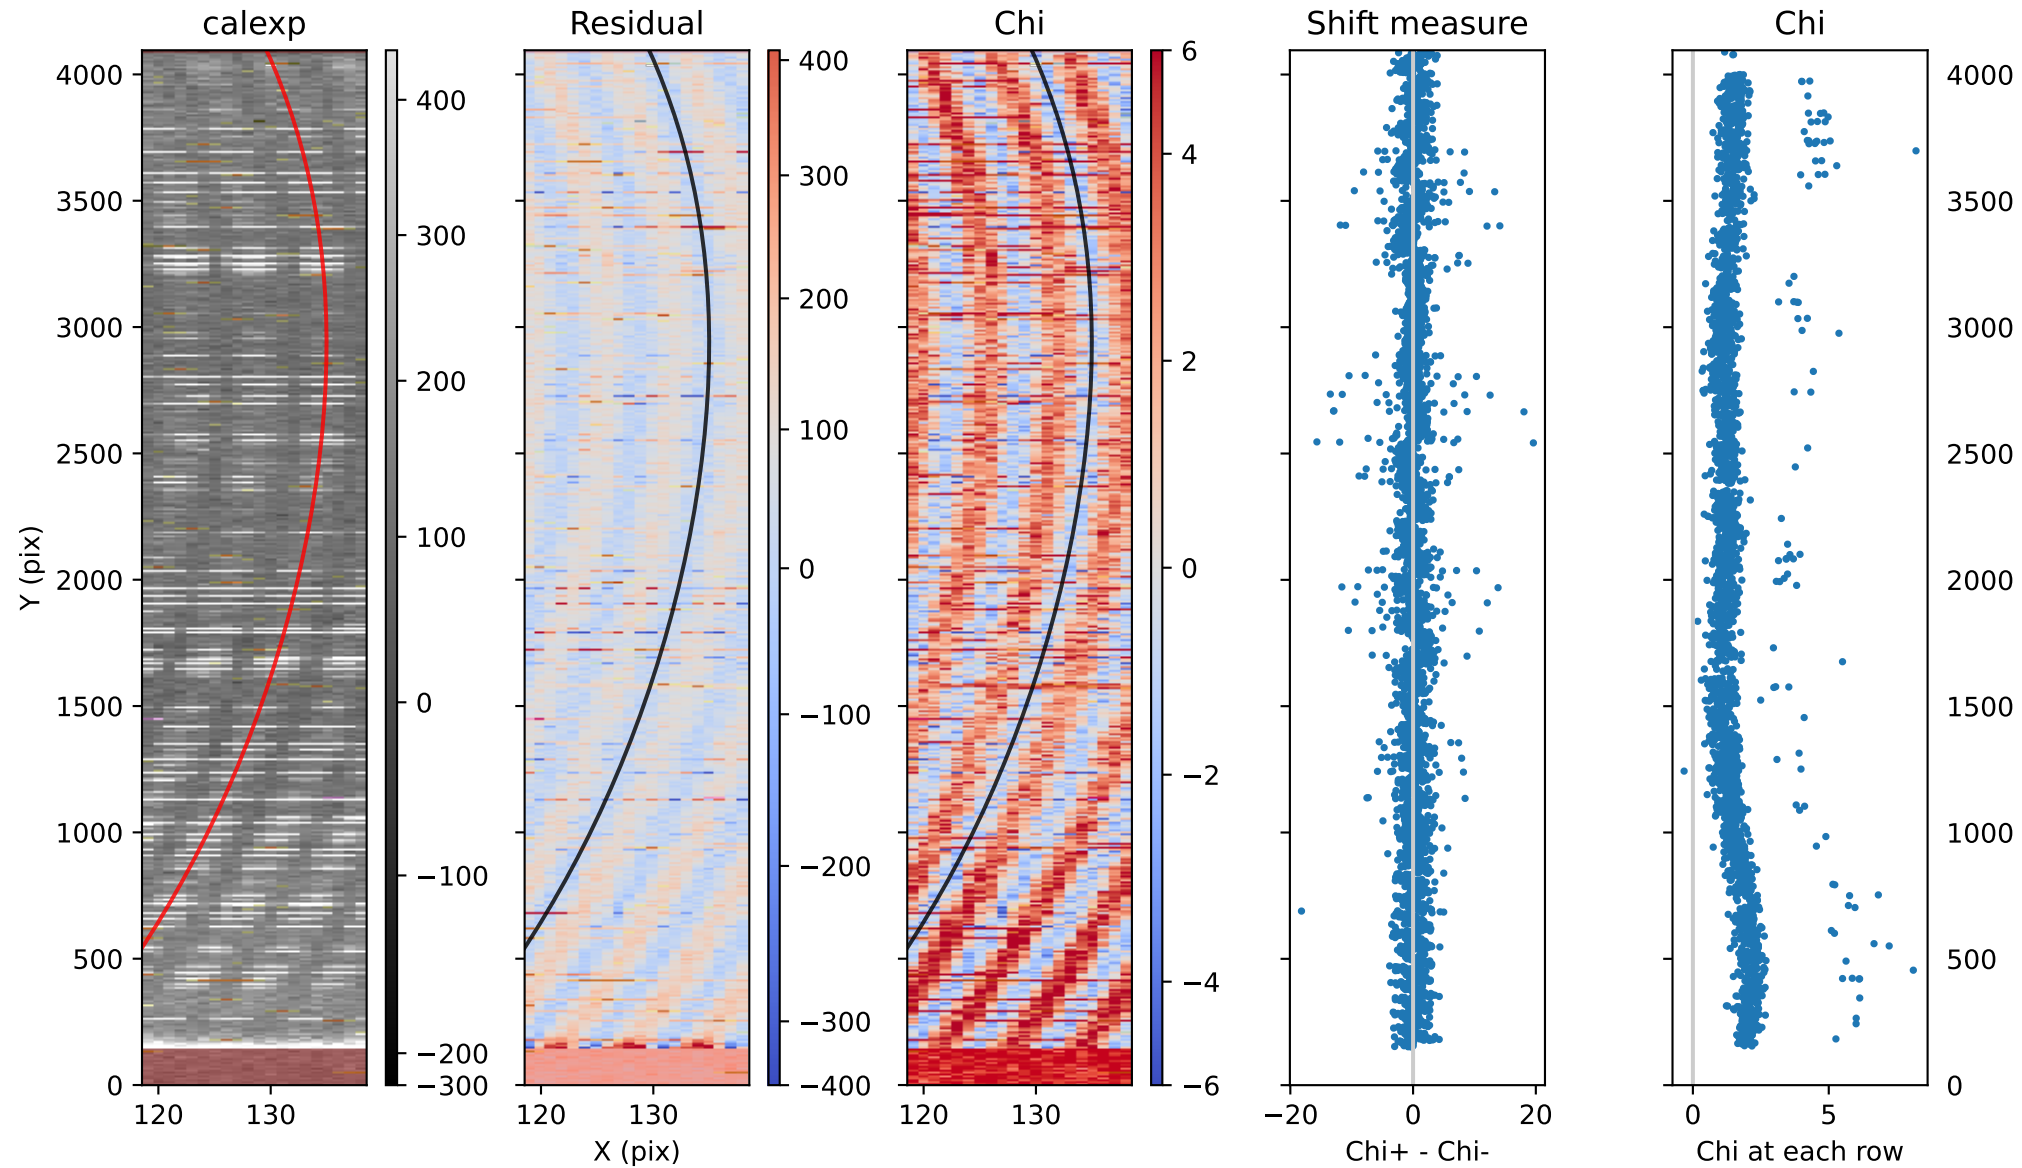 calexp Residual Chi Shift measure Chi
4000 400 400 6 4000
3500 300 300 4 3500
3000 200 200 2 3000
2500 100 100 0 2500
2000 0 0 −2 2000
1500 −100 −100 −4 1500
1000 −200 −200 −6 1000
500 −300 −300 500
0 −400 0
Y (pix)
120 130 120 130 120 130 −20 0 20 0 5
X (pix) Chi+ - Chi- Chi at each row